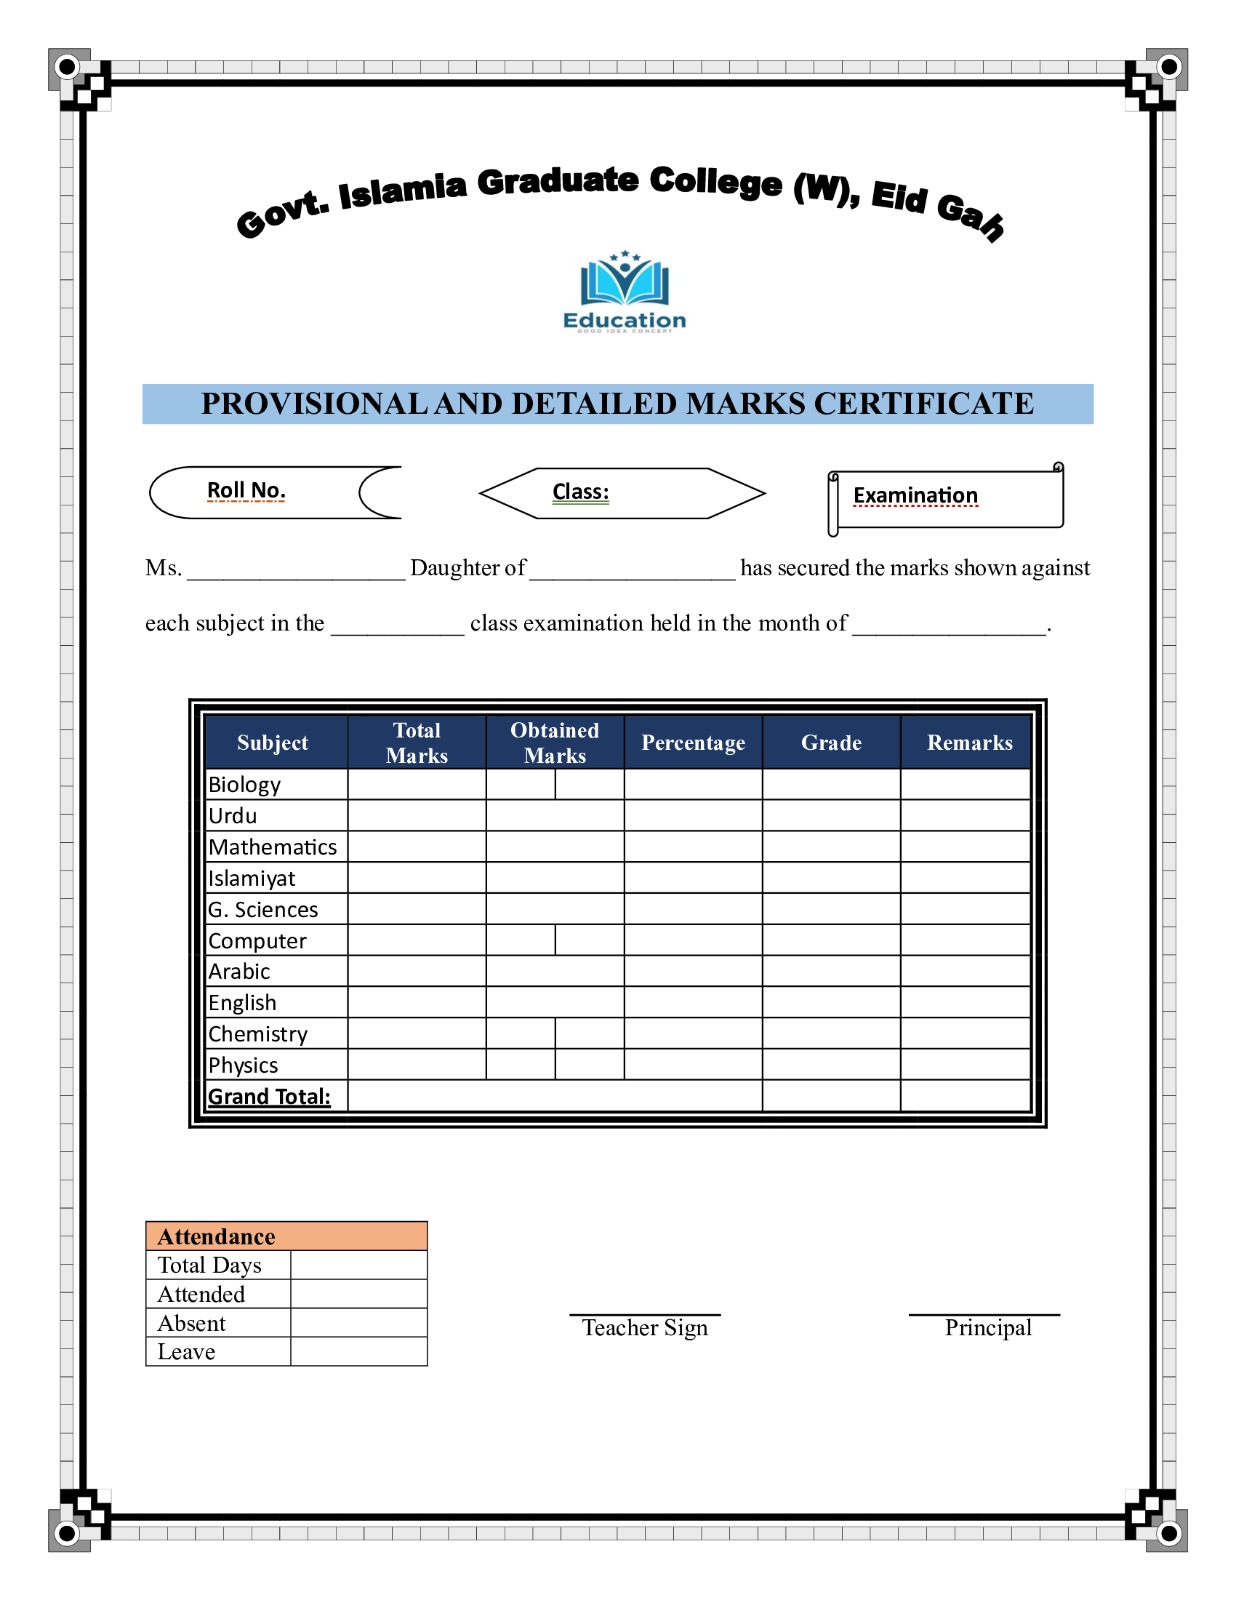 Govt. Islamia Graduate College (W), Eid Gah
Education
GOOD IDEA CONCEPT
PROVISIONAL AND DETAILED MARKS CERTIFICATE
Roll No. Class: Examination
Ms. __________________ Daughter of _________________ has secured the marks shown against
each subject in the ___________ class examination held in the month of ________________.
Subject Total Marks Obtained Marks Percentage Grade Remarks
Biology
Urdu
Mathematics
Islamiyat
G. Sciences
Computer
Arabic
English
Chemistry
Physics
Grand Total:
Attendance
Total Days
Attended
Absent
Leave
Teacher Sign Principal